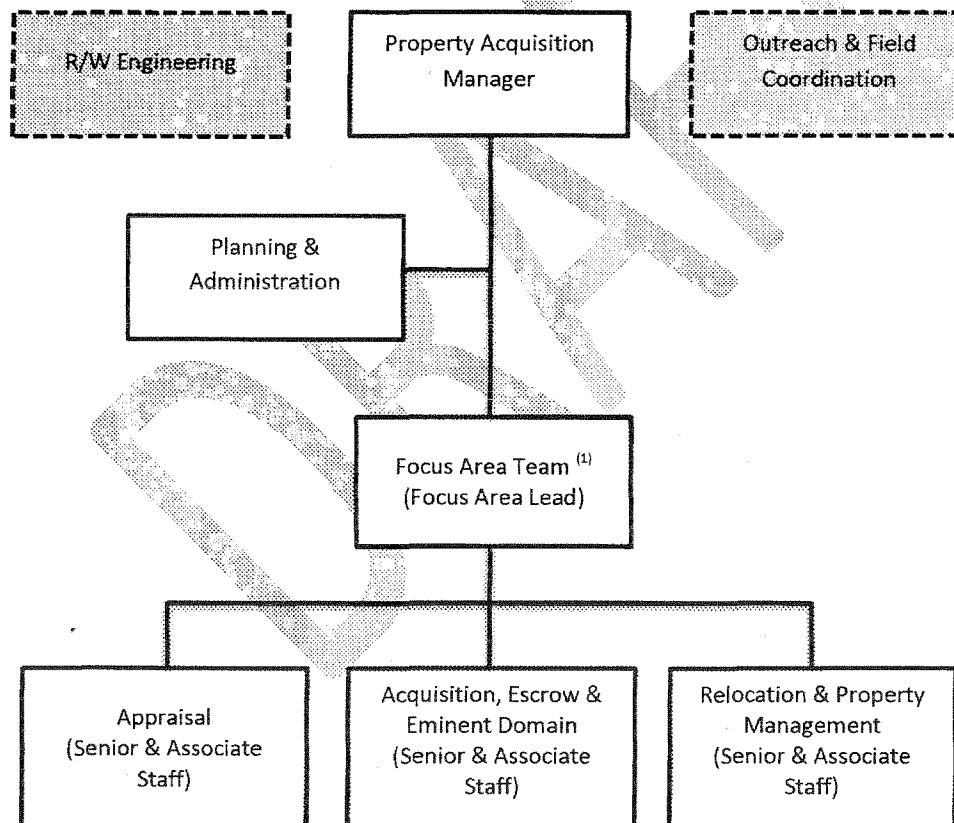 R/W Engineering
Property Acquisition
Manager
Outreach & Field
Coordination
Planning &
Administration
Focus Area Team (1)
(Focus Area Lead)
Appraisal
(Senior & Associate
Staff)
Acquisition, Escrow &
Eminent Domain
(Senior & Associate
Staff)
Relocation & Property
Management
(Senior & Associate
Staff)
DRAFT